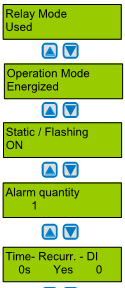 Relay Mode
Used
Operation Mode
Energized
Static / Flashing
ON
Alarm quantity
1
Time- Recurr. - DI
0s Yes 0